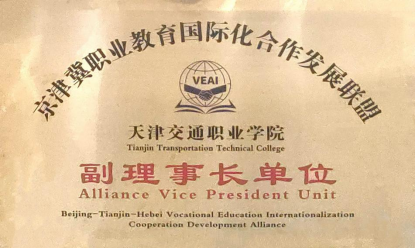 京津冀职业教育国际化合作发展联盟
VEAI
天津交通职业学院
Tianjin Transportation Technical College
副理事长单位
Alliance Vice President Unit
Beijing-Tianjin-Hebei Vocational Education Internationalization
Cooperation Development Alliance